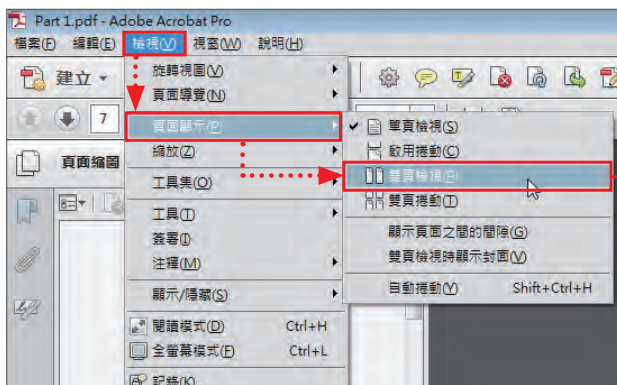 Part 1.pdf - Adobe Acrobat Pro
檔案(F) 編輯(E) 檢視(V) 視窗(W) 說明(H)
建立
7
頁面縮圖
旋轉視圖(V)
頁面導覽(N)
頁面顯示(P)
縮放(Z)
工具集(O)
工具(T)
簽署(I)
注釋(M)
顯示/隱藏(S)
閱讀模式(D) Ctrl+H
全螢幕模式(F) Ctrl+L
記錄(K)...
單頁檢視(S)
啟用捲動(C)
雙頁檢視(P)
雙頁捲動(T)
顯示頁面之間的間隙(G)
雙頁檢視時顯示封面(V)
自動捲動(Y) Shift+Ctrl+H